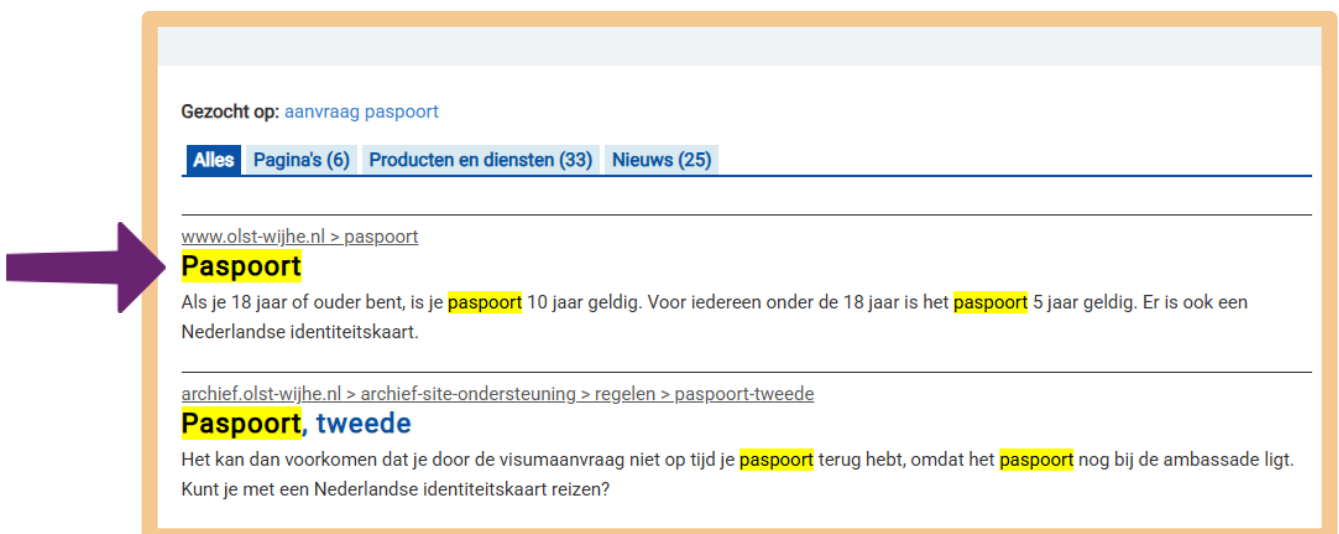 Gezocht op: aanvraag paspoort
Alles Pagina's (6) Producten en diensten (33) Nieuws (25)
www.olst-wijhe.nl > paspoort
Paspoort
Als je 18 jaar of ouder bent, is je paspoort 10 jaar geldig. Voor iedereen onder de 18 jaar is het paspoort 5 jaar geldig. Er is ook een
Nederlandse identiteitskaart.
archief.olst-wijhe.nl > archief-site-ondersteuning > regelen > paspoort-tweede
Paspoort, tweede
Het kan dan voorkomen dat je door de visumaanvraag niet op tijd je paspoort terug hebt, omdat het paspoort nog bij de ambassade ligt.
Kunt je met een Nederlandse identiteitskaart reizen?